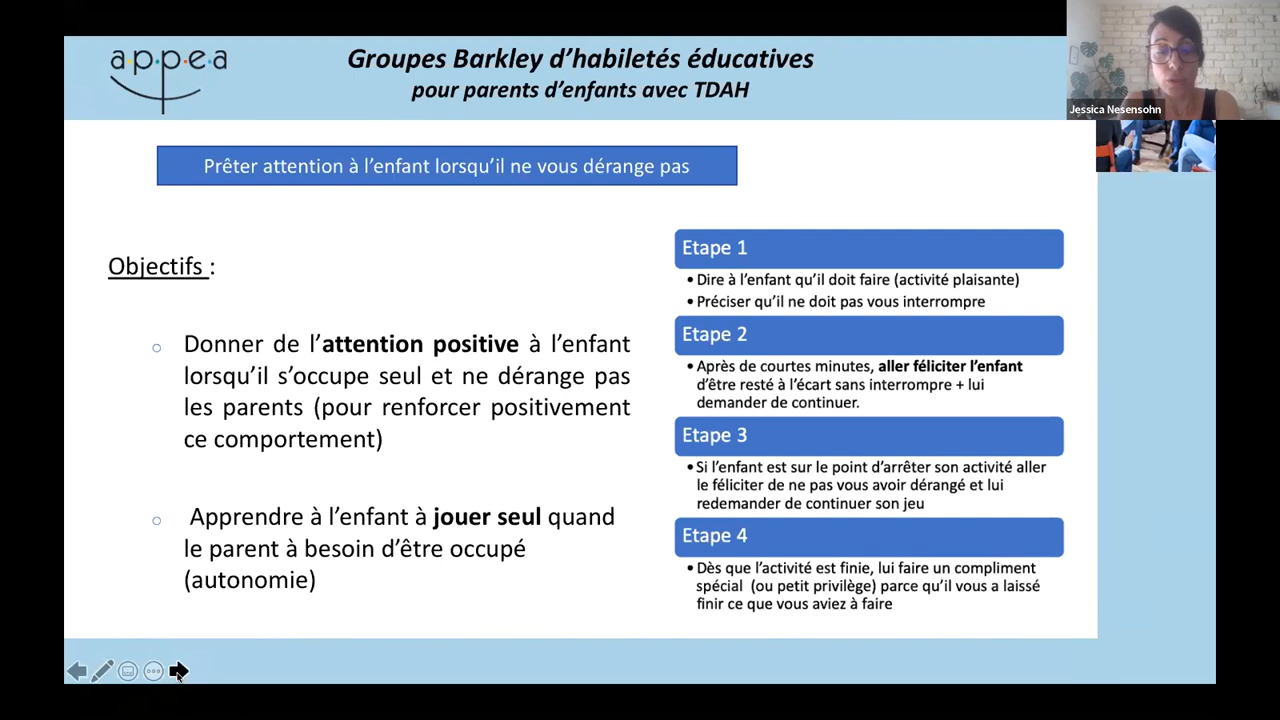 a·p·p·e·a
Groupes Barkley d’habiletés éducatives
pour parents d’enfants avec TDAH
Jessica Nesensohn
Prêter attention à l’enfant lorsqu’il ne vous dérange pas
Objectifs :
Donner de l’attention positive à l’enfant
lorsqu’il s’occupe seul et ne dérange pas
les parents (pour renforcer positivement
ce comportement)
Apprendre à l’enfant à jouer seul quand
le parent à besoin d’être occupé
(autonomie)
Etape 1
• Dire à l’enfant qu’il doit faire (activité plaisante)
• Préciser qu’il ne doit pas vous interrompre
Etape 2
• Après de courtes minutes, aller féliciter l’enfant
d’être resté à l’écart sans interrompre + lui
demander de continuer.
Etape 3
• Si l’enfant est sur le point d’arrêter son activité aller
le féliciter de ne pas vous avoir dérangé et lui
redemander de continuer son jeu
Etape 4
• Dès que l’activité est finie, lui faire un compliment
spécial (ou petit privilège) parce qu’il vous a laissé
finir ce que vous aviez à faire